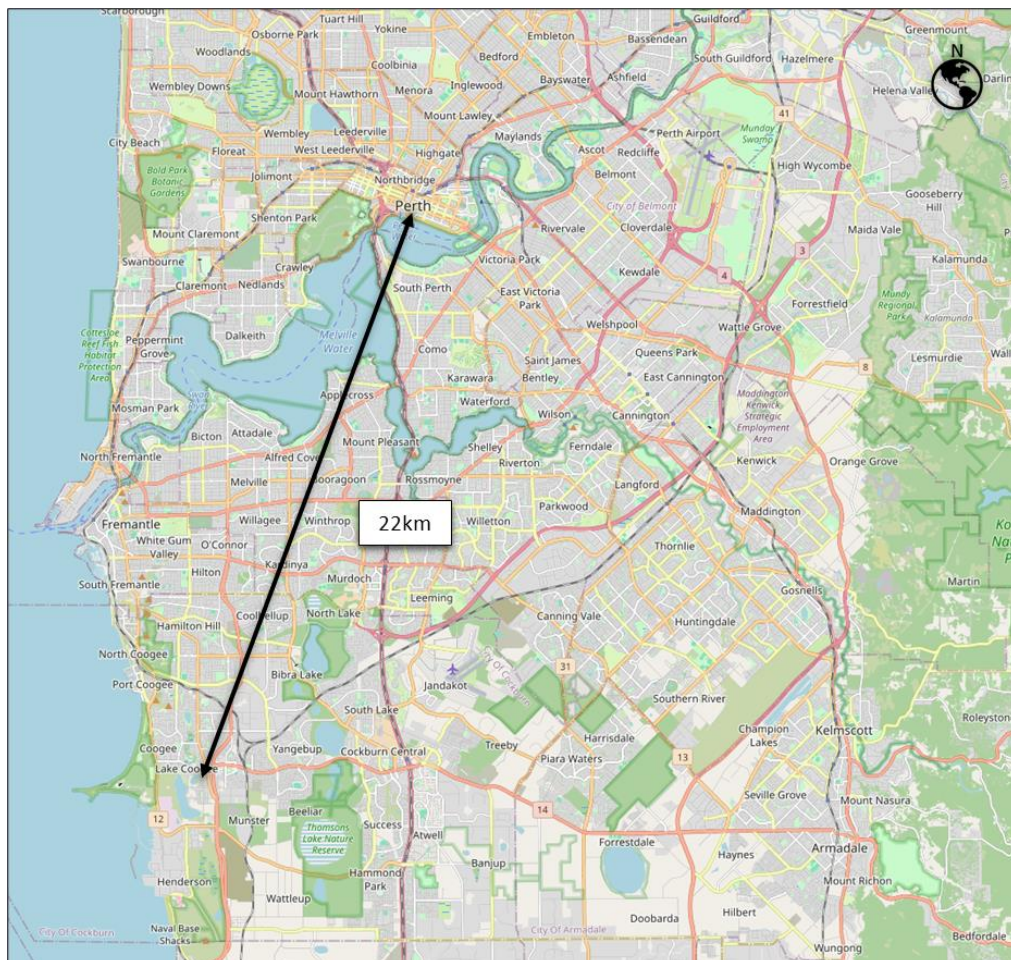 Scarborough
Tuart Hill
Yokine
Embleton
Bassendean
Guildford
Greenmount
Osborne Park
Woodlands
Coolbinia
Bedford
Ashfield
South Guildford
Hazelmere
N
Wembley Downs
Mount Hawthorn
Menora
Inglewood
Bayswater
Helena Valley
Mount Lawley
41
City Beach
Wembley
Leederville
Maylands
Perth Airport
Munday
Swamp
Floreat
West Leederville
Highgate
Ascot
Redcliffe
High Wycombe
Bold Park
Botanic
Gardens
Jolimont
Northbridge
Belmont
Gooseberry
Hill
Perth
City of Belmont
Shenton Park
Mount Claremont
Rivervale
Cloverdale
Maida Vale
Swanbourne
Crawley
Victoria Park
3
Kalamunda
Claremont
Nedlands
South Perth
Kewdale
4
East Victoria
Park
Forrestfield
Mundy
Regional
Park
Kalamunda
Cottesloe
Reef Fish
Habitat
Protection
Area
Peppermint
Grove
Dalkeith
Melville
Water
Welshpool
Wattle Grove
Como
Saint James
Queens Park
Lesmurdie
Karawara
Bentley
East Cannington
8
Mosman Park
Swan
River
Applecross
Waterford
Wilson
Cannington
Maddington
Kenwick
Strategic
Employment
Area
Bicton
Attadale
Mount Pleasant
Shelley
Ferndale
North Fremantle
Alfred Cove
Riverton
Kenwick
Orange Grove
Melville
Booragoon
Rossmoyne
Langford
Fremantle
Willagee
Winthrop
22km
Willetton
Parkwood
Maddington
White Gum
Valley
O'Connor
Thornlie
Hilton
Kardinya
Murdoch
Martin
South Fremantle
Leeming
Gosnells
North Lake
Canning Vale
Hamilton Hill
Coolbellup
Huntingdale
North Coogee
Bibra Lake
31
City of Cockburn
Port Coogee
Jandakot
Southern River
South Lake
Roleystone
Champion
Lakes
Kelmscott
Coogee
Yangebup
Cockburn Central
Treeby
Harrisdale
Piara Waters
13
Lake Coogee
Seville Grove
Mount Nasura
12
Munster
Beeliar
Success
14
Thomsons
Lake Nature
Reserve
Atwell
Forrestdale
Armadale
Banjup
Haynes
Henderson
Hammond
Park
Mount Richon
Wattleup
Hilbert
Naval Base
Shacks
Doobarda
City Of Cockburn
City Of Armadale
Bedfordale
Wungong